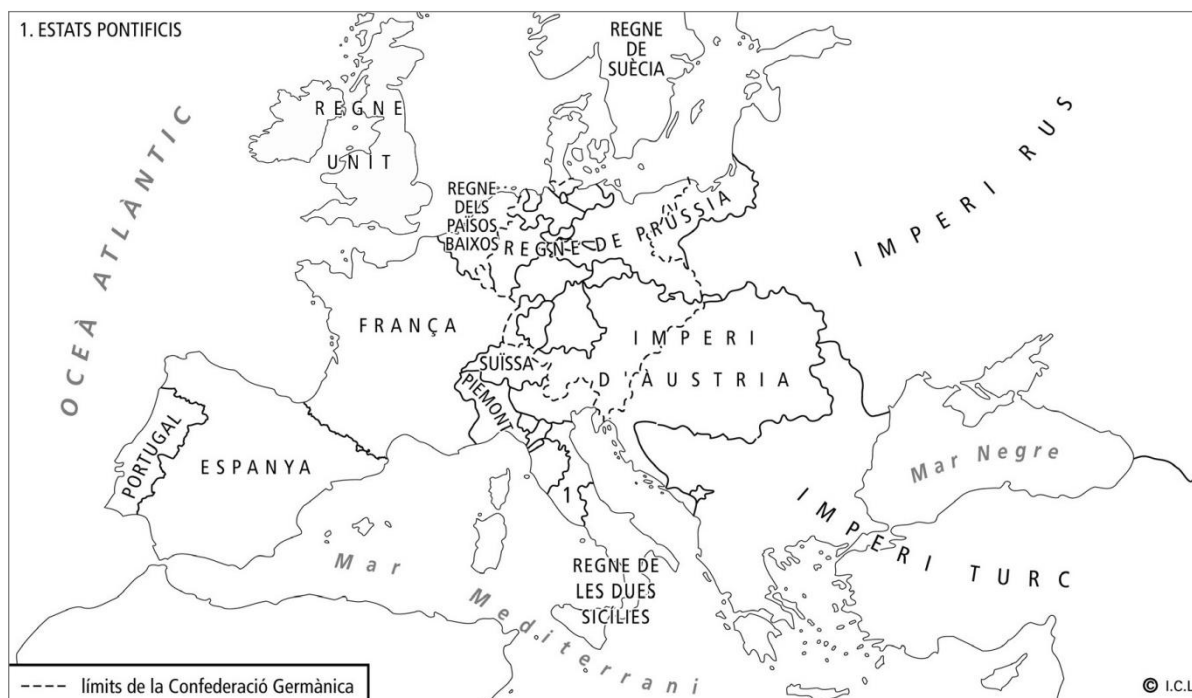 1. ESTATS PONTIFICIS
REGNE
DE
SUÈCIA
REGNE
UNIT
OCEÀ ATLÀNTIC
IMPERI RUS
REGNE
DELS
PAÏSOS
BAIXOS
REGNE DE PRÚSSIA
FRANÇA
IMPERI
D'ÀUSTRIA
SUÏSSA
PIEMONT
PORTUGAL
ESPANYA
1
Mar Negre
IMPERI TURC
REGNE DE
LES DUES
SICÍLIES
Mar Mediterrani
límits de la Confederació Germànica